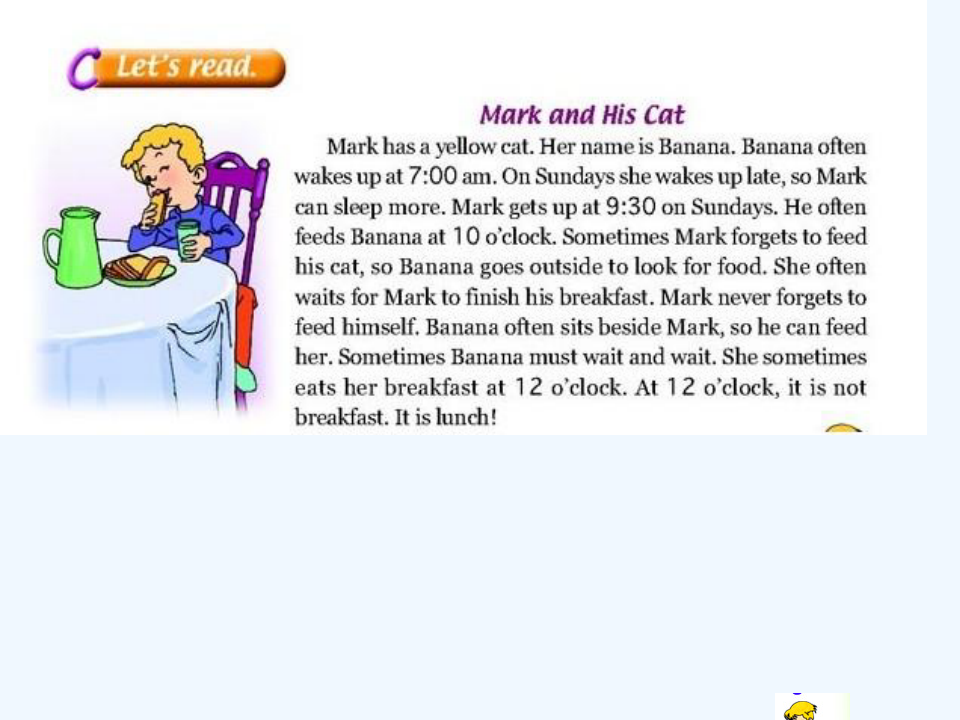 C Let's read.
Mark and His Cat
Mark has a yellow cat. Her name is Banana. Banana often
wakes up at 7:00 am. On Sundays she wakes up late, so Mark
can sleep more. Mark gets up at 9:30 on Sundays. He often
feeds Banana at 10 o'clock. Sometimes Mark forgets to feed
his cat, so Banana goes outside to look for food. She often
waits for Mark to finish his breakfast. Mark never forgets to
feed himself. Banana often sits beside Mark, so he can feed
her. Sometimes Banana must wait and wait. She sometimes
eats her breakfast at 12 o'clock. At 12 o'clock, it is not
breakfast. It is lunch!